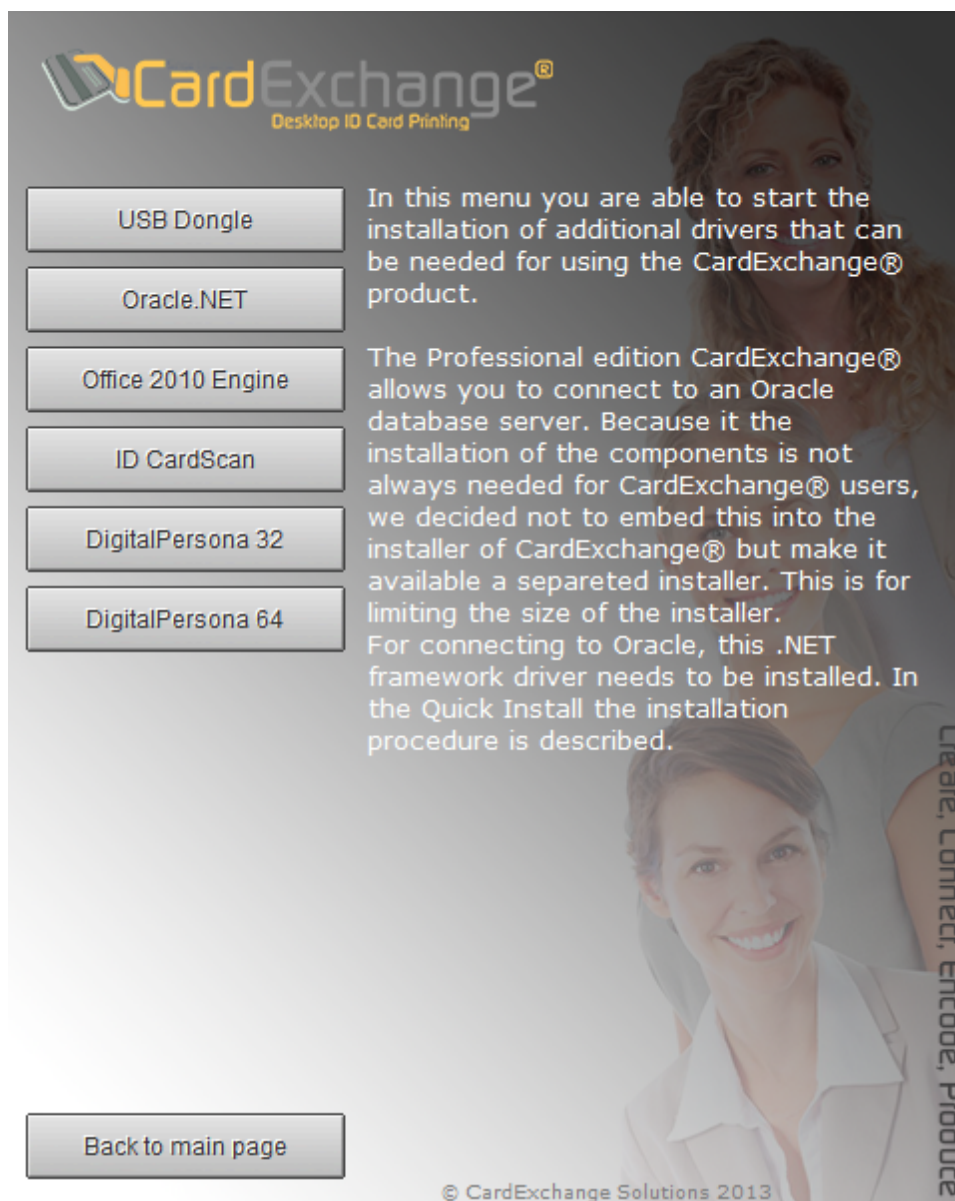 CardExchange®
Desktop ID Card Printing
USB Dongle
Oracle.NET
Office 2010 Engine
ID CardScan
DigitalPersona 32
DigitalPersona 64
In this menu you are able to start the
installation of additional drivers that can
be needed for using the CardExchange®
product.
The Professional edition CardExchange®
allows you to connect to an Oracle
database server. Because it the
installation of the components is not
always needed for CardExchange® users,
we decided not to embed this into the
installer of CardExchange® but make it
available a separeted installer. This is for
limiting the size of the installer.
For connecting to Oracle, this .NET
framework driver needs to be installed. In
the Quick Install the installation
procedure is described.
Create, Connect, Encode, Produce
Back to main page
© CardExchange Solutions 2013